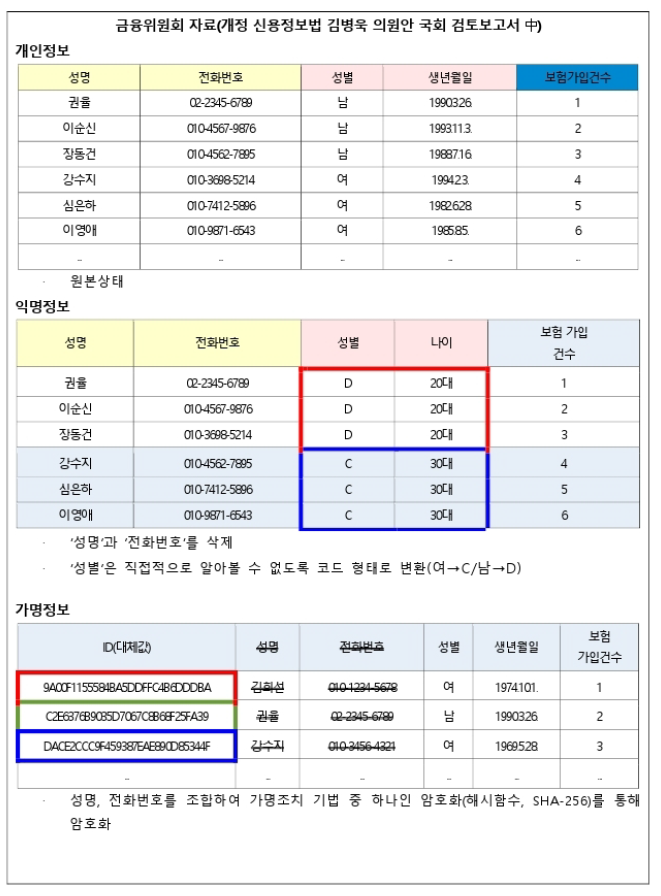 금융위원회 자료(개정 신용정보법 김병욱 의원안 국회 검토보고서 中)
개인정보
성명 전화번호 성별 생년월일 보험가입건수
권율 02-2345-6789 남 1990.3.26. 1
이순신 010-4567-9876 남 1993.11.3. 2
장동건 010-4562-7895 남 1988.7.16. 3
강수지 010-3698-5214 여 1994.2.3. 4
심은하 010-7412-5896 여 1982.6.28. 5
이영애 010-9871-6543 여 1985.8.5. 6
.. .. .. .. ..
· 원본상태
익명정보
성명 전화번호 성별 나이 보험 가입
건수
권율 02-2345-6789 D 20대 1
이순신 010-4567-9876 D 20대 2
장동건 010-3698-5214 D 20대 3
강수지 010-4562-7895 C 30대 4
심은하 010-7412-5896 C 30대 5
이영애 010-9871-6543 C 30대 6
· '성명'과 '전화번호'를 삭제
· '성별'은 직접적으로 알아볼 수 없도록 코드 형태로 변환(여→C/남→D)
가명정보
ID(대체값) 성명 전화번호 성별 생년월일 보험
가입건수
9A00F1155584BA5DDFFC4B6DDDBA 김희선 010-1234-5678 여 1974.10.1. 1
C2E6376B9035D7067C8B68F25FA39 권율 02-2345-6789 남 1990.3.26. 2
DACE2CCC9F459387EAE890D85344F 강수지 010-3456-4321 여 1969.5.28. 3
.. .. .. .. .. ..
· 성명, 전화번호를 조합하여 가명조치 기법 중 하나인 암호화(해시함수, SHA-256)를 통해
암호화